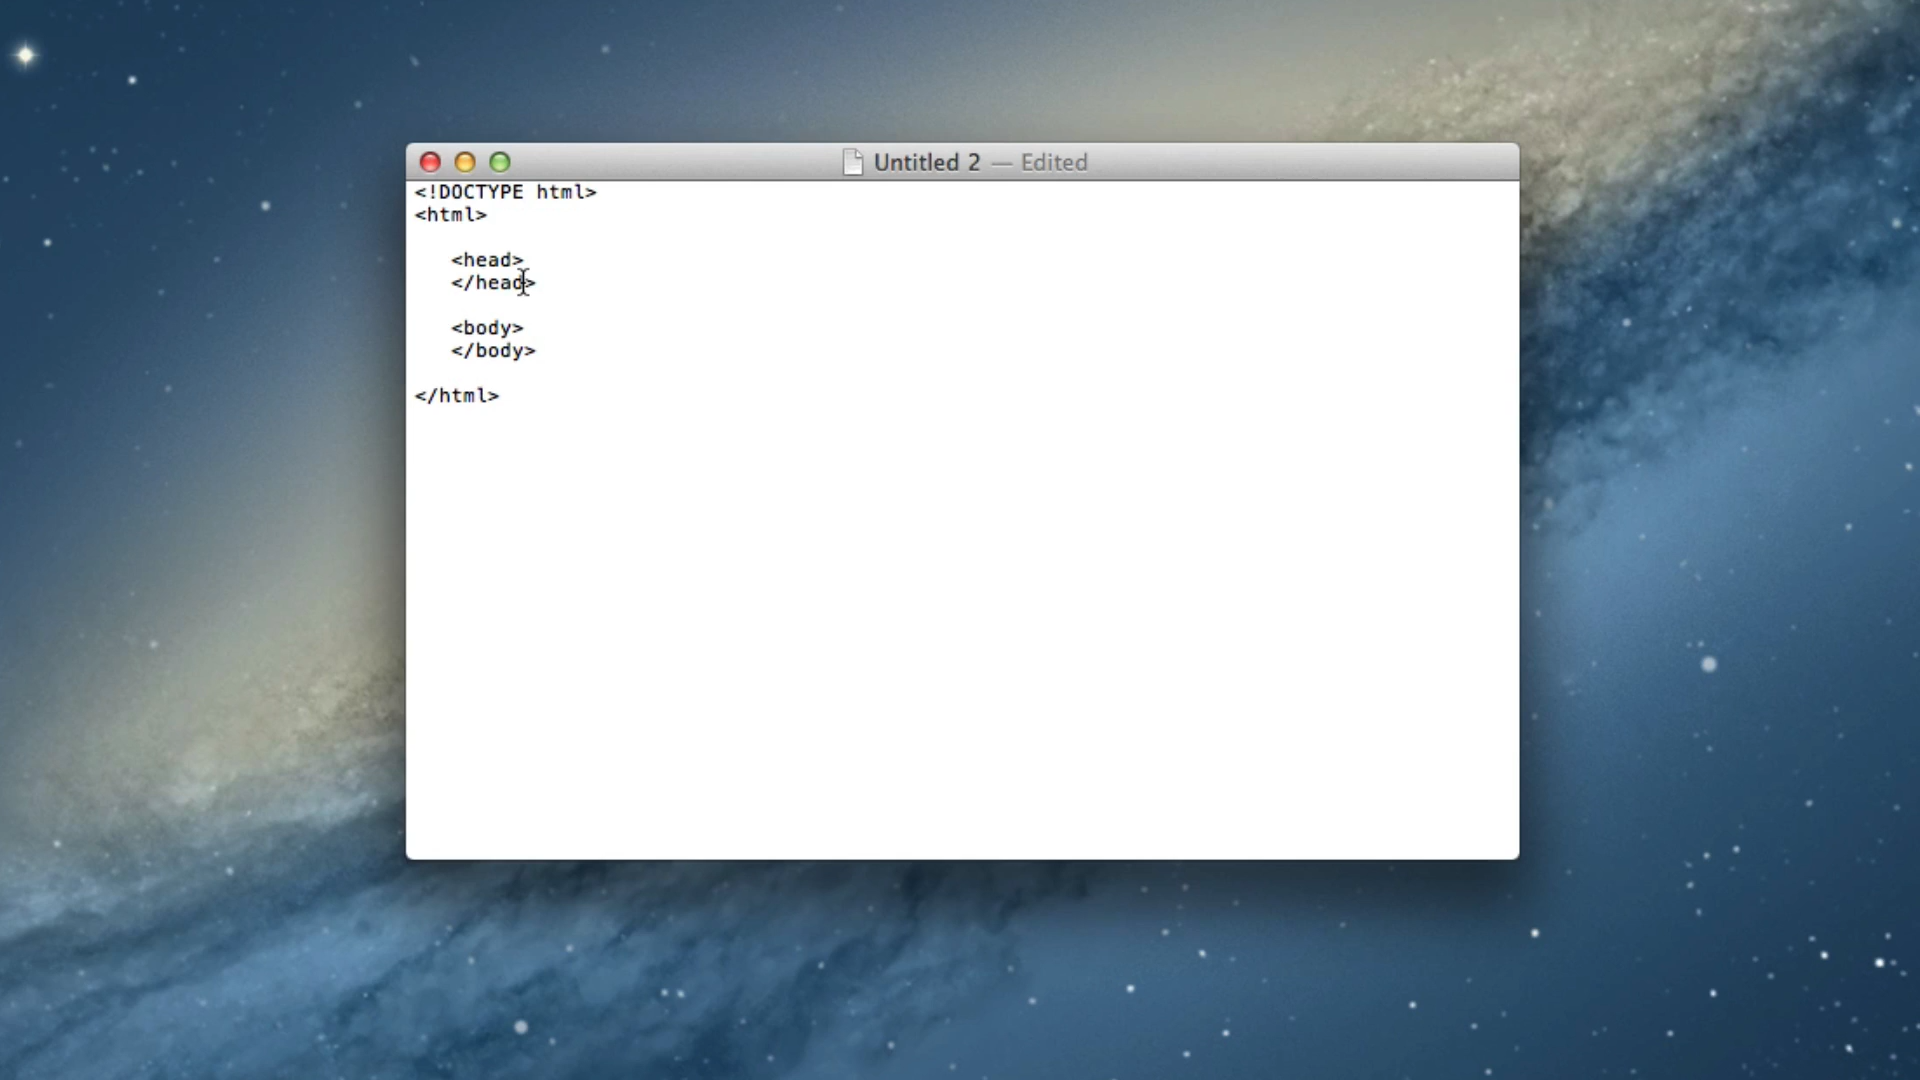 Untitled 2 — Edited
<!DOCTYPE html>
<html>
<head>
</head>
<body>
</body>
</html>